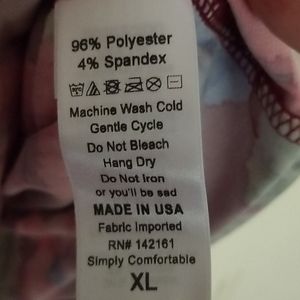 96% Polyester
4% Spandex
Machine Wash Cold
Gentle Cycle
Do Not Bleach
Hang Dry
Do Not Iron
or you'll be sad
MADE IN USA
Fabric Imported
RN# 142161
Simply Comfortable
XL